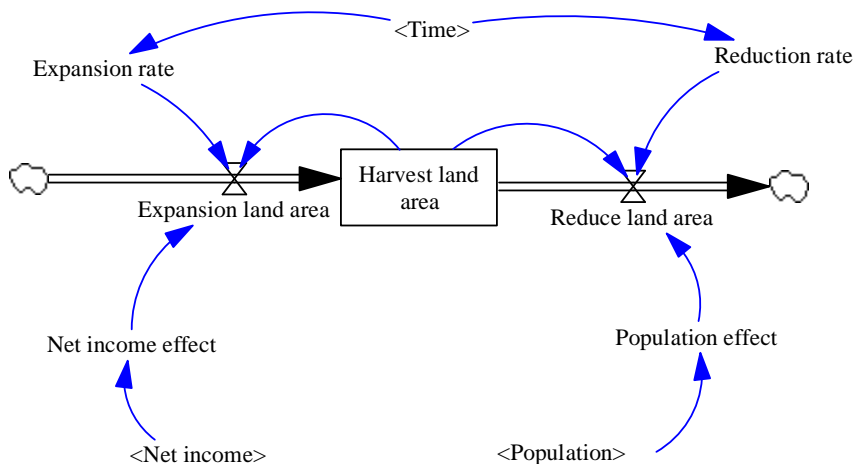 <Time>
Expansion rate
Reduction rate
Harvest land
area
Expansion land area
Reduce land area
Net income effect
Population effect
<Net income>
<Population>